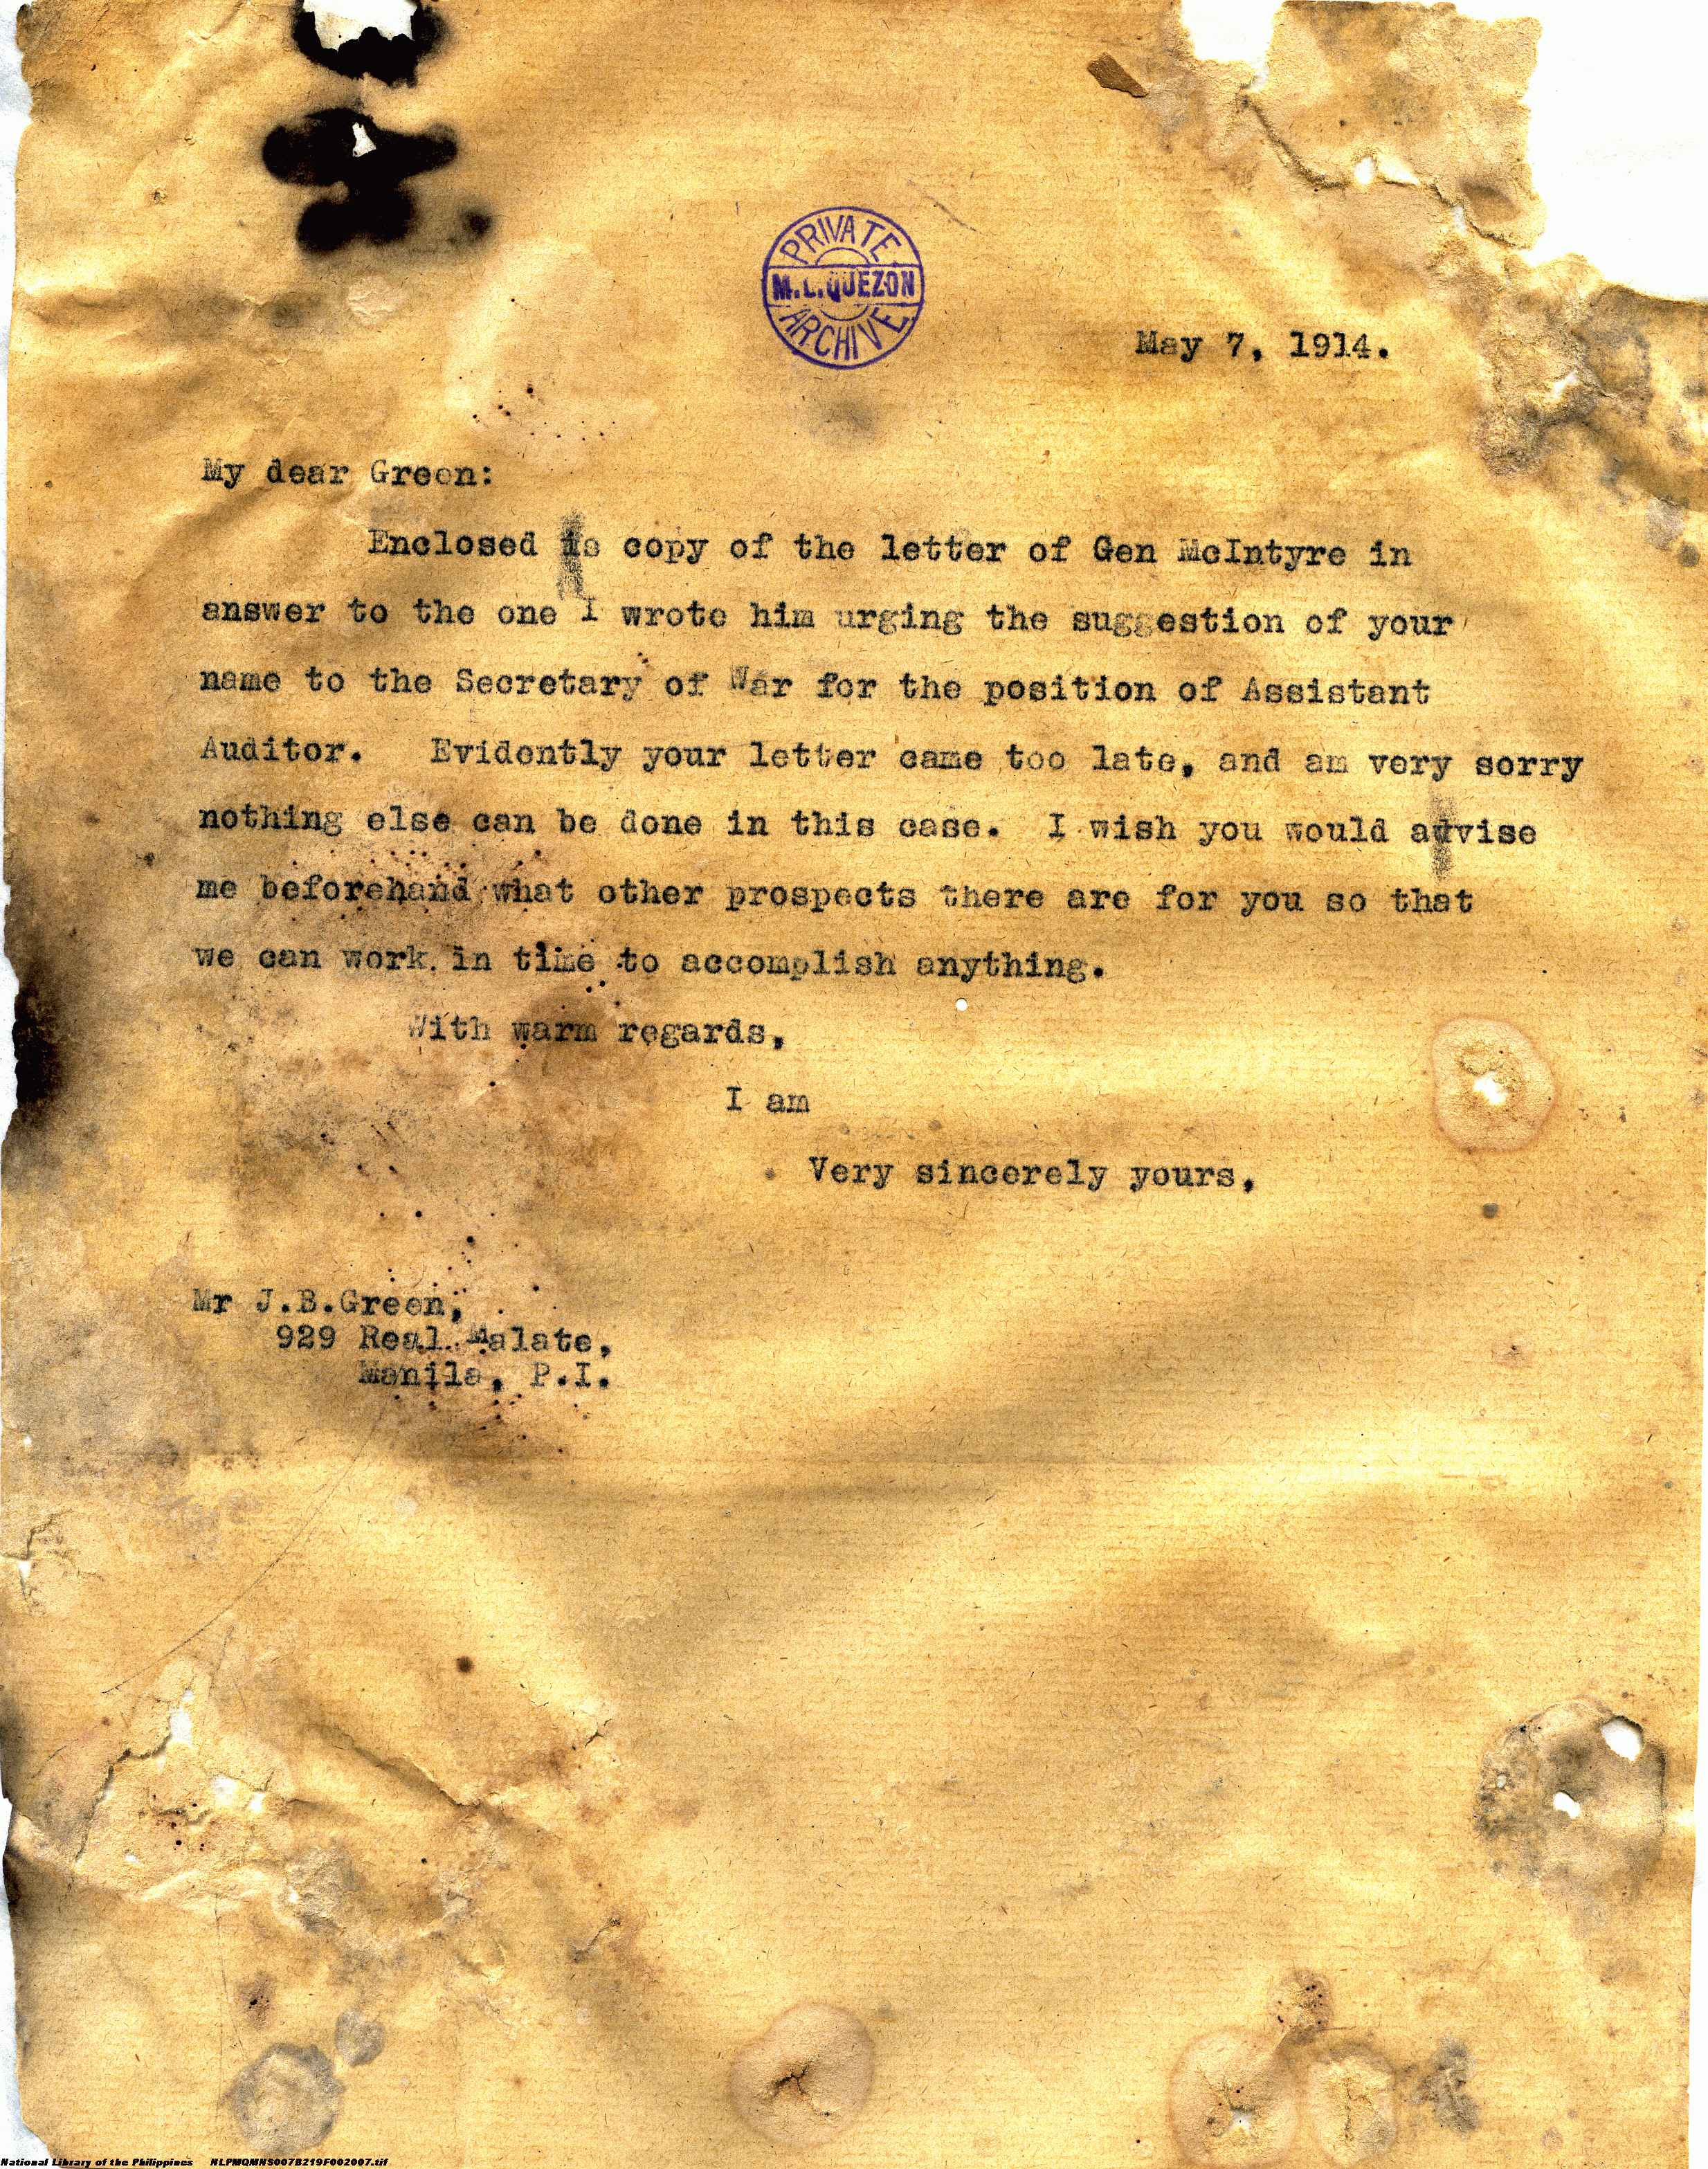 PRIVATE
M.L.QUEZON
ARCHIVE
May 7, 1914.
My dear Green:
Enclosed is copy of the letter of Gen McIntyre in
answer to the one I wrote him urging the suggestion of your
name to the Secretary of War for the position of Assistant
Auditor. Evidently your letter came too late, and am very sorry
nothing else can be done in this case. I wish you would advise
me beforehand what other prospects there are for you so that
we can work in time to accomplish anything.
With warm regards,
I am
Very sincerely yours,
Mr J.B.Green,
929 Real Malate,
Manila, P.I.
National Library of the Philippines NLPMQMNS007B219F002007.tif